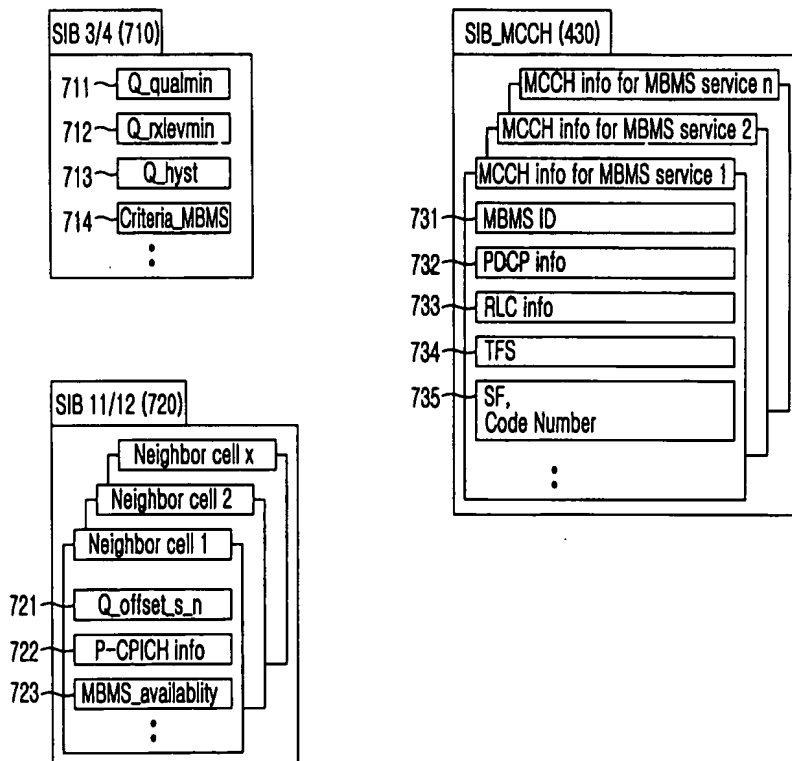 SIB 3/4 (710)
711
Q_qualmin
712
Q_rxlevmin
713
Q_hyst
714
Criteria_MBMS
SIB_MCCH (430)
MCCH info for MBMS service n
MCCH info for MBMS service 2
MCCH info for MBMS service 1
731
MBMS ID
732
PDCP info
733
RLC info
734
TFS
735
SF,
Code Number
SIB 11/12 (720)
Neighbor cell x
Neighbor cell 2
Neighbor cell 1
721
Q_offset_s_n
722
P-CPICH info
723
MBMS_availablity